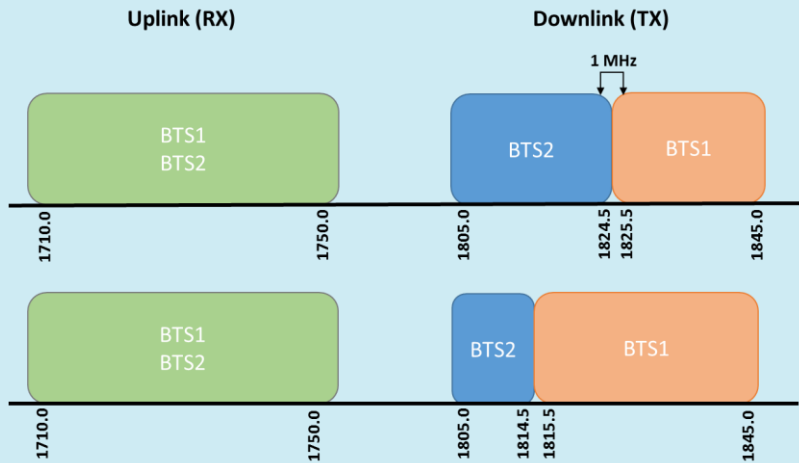 Uplink (RX)
Downlink (TX)
1 MHz
BTS1
BTS2
BTS2
BTS1
1710.0
1750.0
1805.0
1824.5
1825.5
1845.0
BTS1
BTS2
BTS2
BTS1
1710.0
1750.0
1805.0
1814.5
1815.5
1845.0